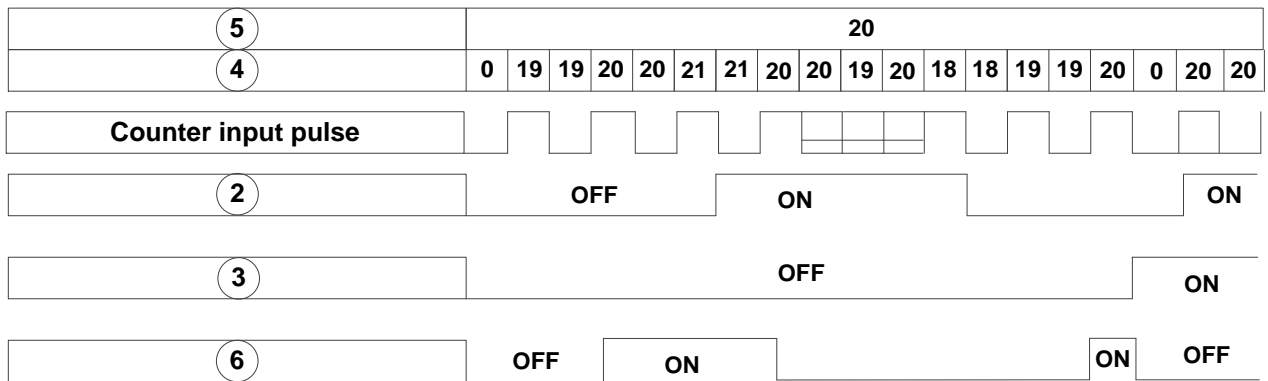 5 20
4 0 19 19 20 20 21 21 20 20 19 20 18 18 19 19 20 0 20 20
Counter input pulse
2 OFF ON ON
3 OFF ON
6 OFF ON ON OFF